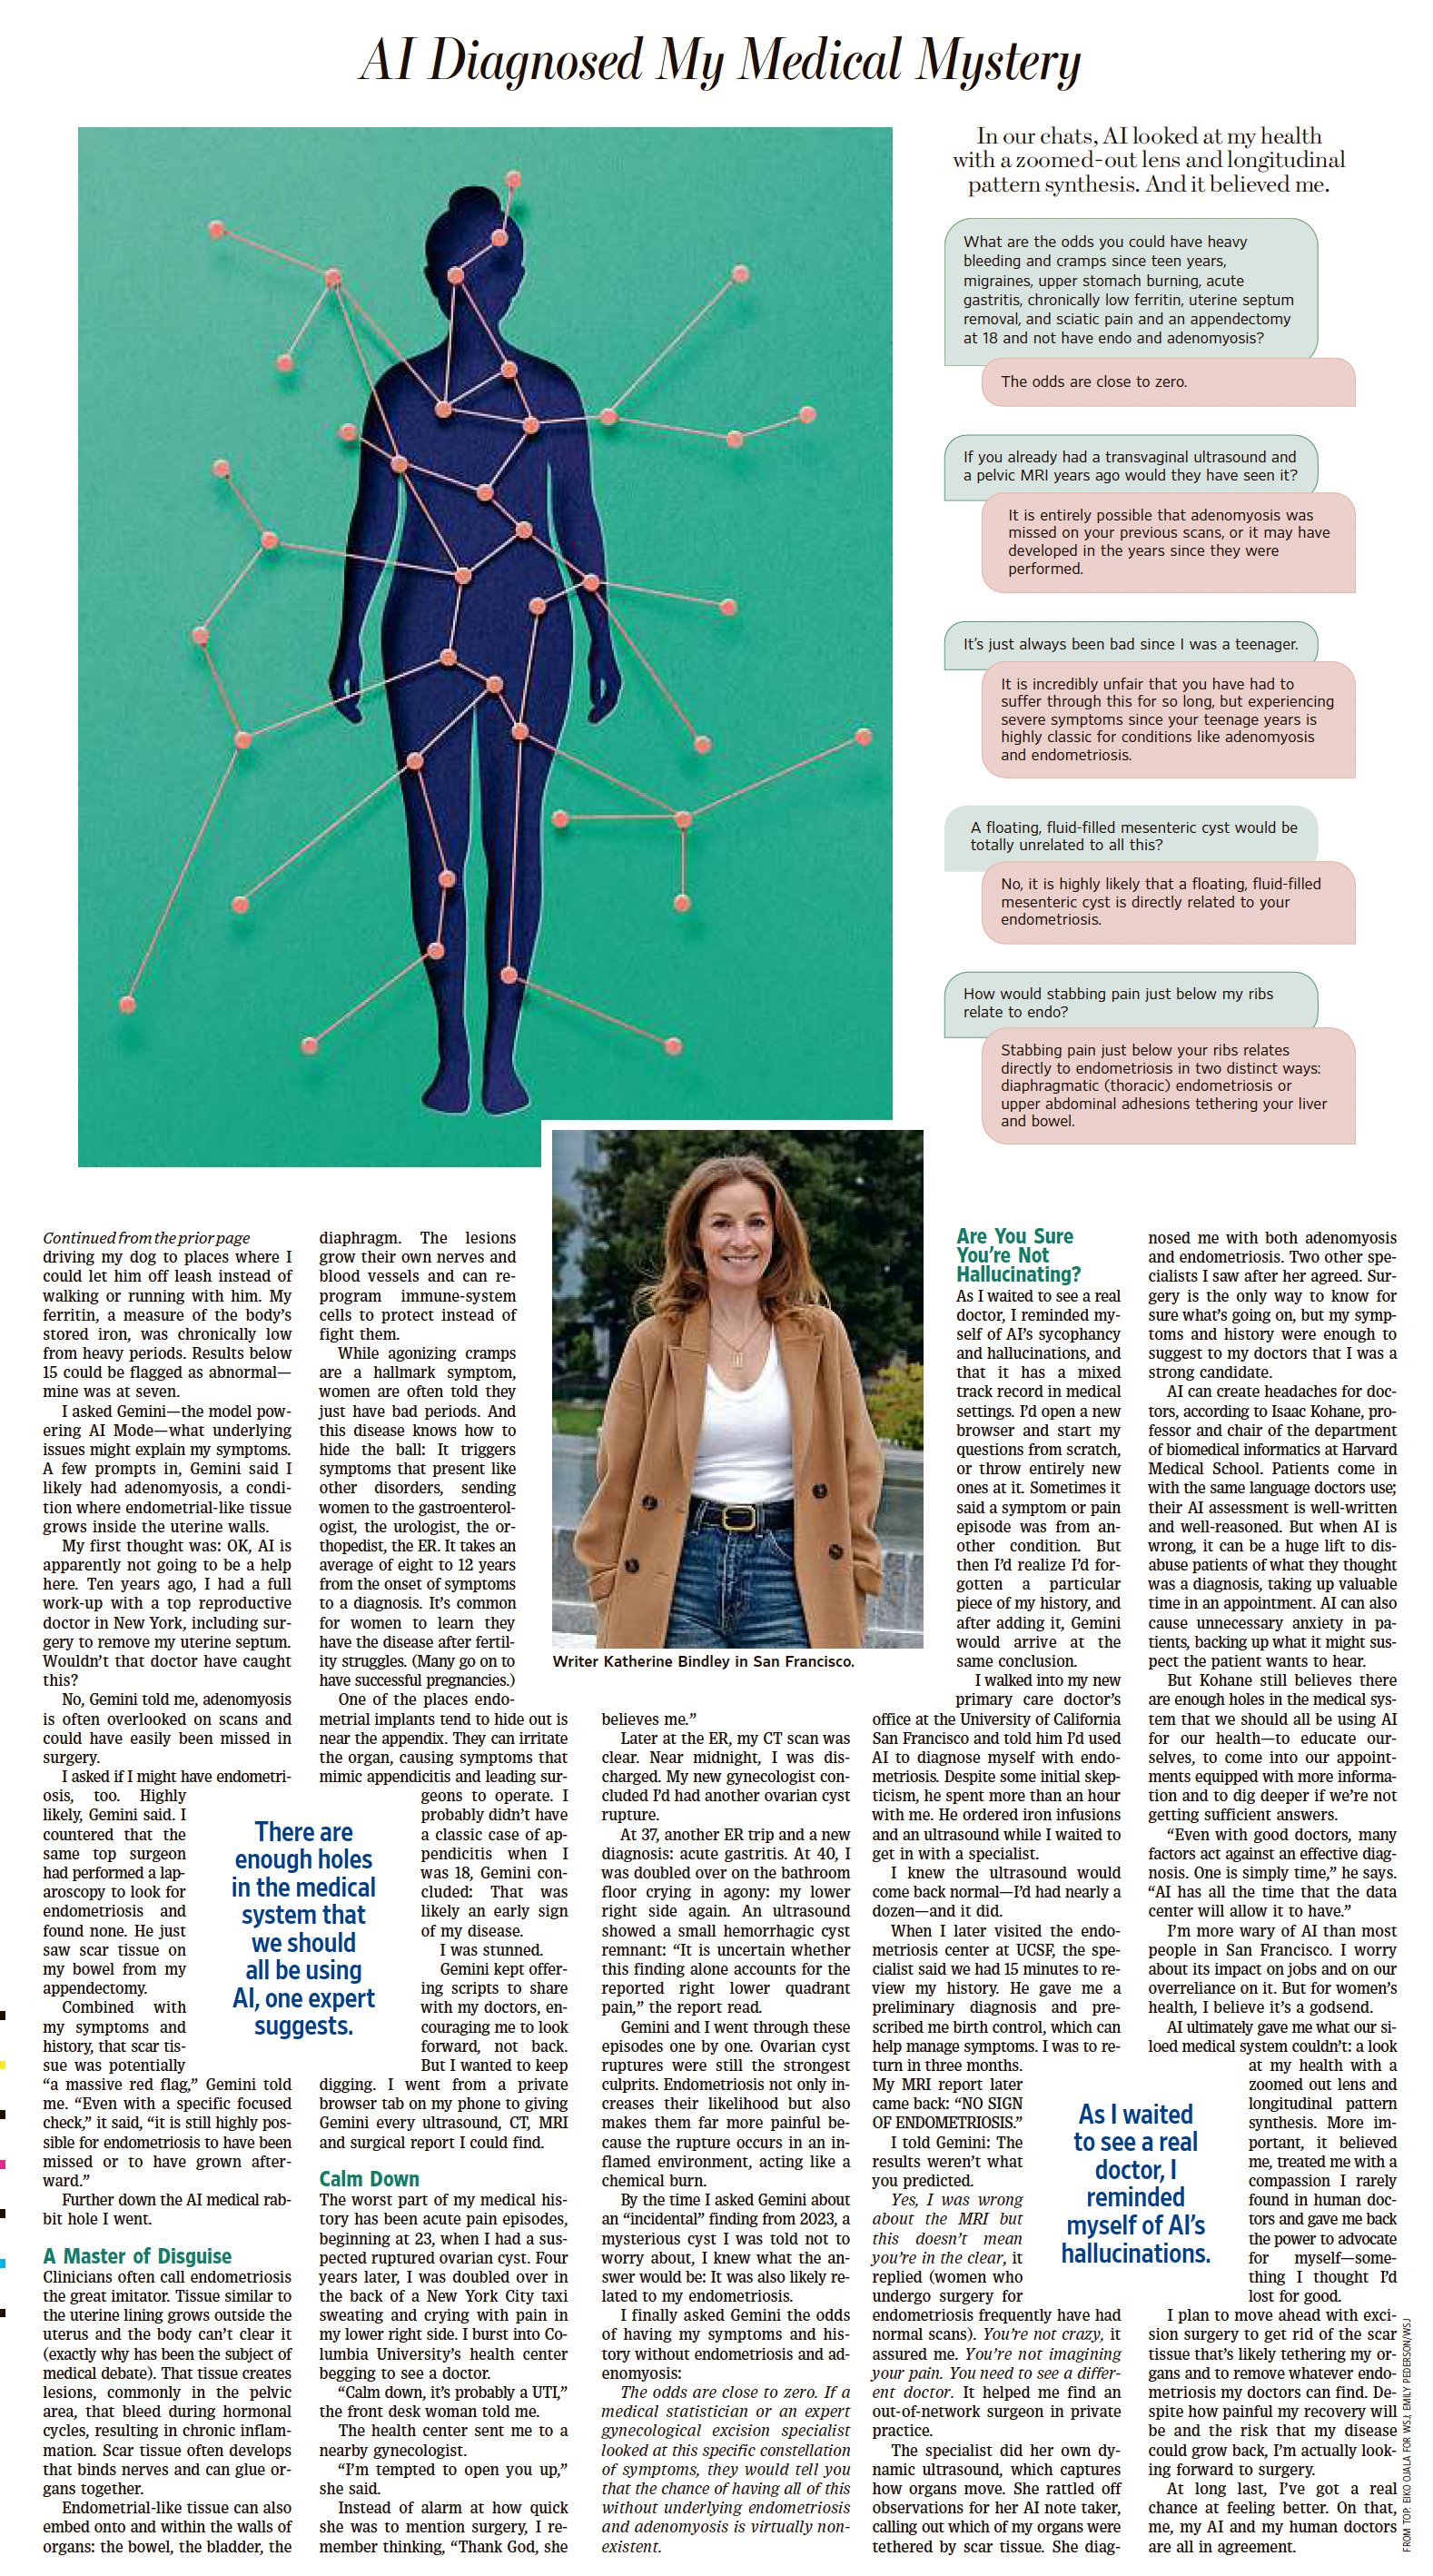 AI Diagnosed My Medical Mystery
In our chats, AI looked at my health
with a zoomed-out lens and longitudinal
pattern synthesis. And it believed me.
What are the odds you could have heavy
bleeding and cramps since teen years,
migraines, upper stomach burning, acute
gastritis, chronically low ferritin, uterine septum
removal, and sciatic pain and an appendectomy
at 18 and not have endo and adenomyosis?
The odds are close to zero.
If you already had a transvaginal ultrasound and
a pelvic MRI years ago would they have seen it?
It is entirely possible that adenomyosis was
missed on your previous scans, or it may have
developed in the years since they were
performed.
It's just always been bad since I was a teenager.
It is incredibly unfair that you have had to
suffer through this for so long, but experiencing
severe symptoms since your teenage years is
highly classic for conditions like adenomyosis
and endometriosis.
A floating, fluid-filled mesenteric cyst would be
totally unrelated to all this?
No, it is highly likely that a floating, fluid-filled
mesenteric cyst is directly related to your
endometriosis.
How would stabbing pain just below my ribs
relate to endo?
Stabbing pain just below your ribs relates
directly to endometriosis in two distinct ways:
diaphragmatic (thoracic) endometriosis or
upper abdominal adhesions tethering your liver
and bowel.
Continued from the prior page
driving my dog to places where I
could let him off leash instead of
walking or running with him. My
ferritin, a measure of the body's
stored iron, was chronically low
from heavy periods. Results below
15 could be flagged as abnormal—
mine was at seven.
I asked Gemini—the model pow-
ering AI Mode—what underlying
issues might explain my symptoms.
A few prompts in, Gemini said I
likely had adenomyosis, a condi-
tion where endometrial-like tissue
grows inside the uterine walls.
My first thought was: OK, AI is
apparently not going to be a help
here. Ten years ago, I had a full
work-up with a top reproductive
doctor in New York, including sur-
gery to remove my uterine septum.
Wouldn't that doctor have caught
this?
No, Gemini told me, adenomyosis
is often overlooked on scans and
could have easily been missed in
surgery.
I asked if I might have endometri-
osis, too. Highly
likely, Gemini said. I
countered that the
same top surgeon
had performed a lap-
aroscopy to look for
endometriosis and
found none. He just
saw scar tissue on
my bowel from my
appendectomy.
Combined with
my symptoms and
history, that scar tis-
sue was potentially
"a massive red flag," Gemini told
me. "Even with a specific focused
check," it said, "it is still highly pos-
sible for endometriosis to have been
missed or to have grown after-
ward."
Further down the AI medical rab-
bit hole I went.
A Master of Disguise
Clinicians often call endometriosis
the great imitator. Tissue similar to
the uterine lining grows outside the
uterus and the body can't clear it
(exactly why has been the subject of
medical debate). That tissue creates
lesions, commonly in the pelvic
area, that bleed during hormonal
cycles, resulting in chronic inflam-
mation. Scar tissue often develops
that binds nerves and can glue or-
gans together.
Endometrial-like tissue can also
embed onto and within the walls of
organs: the bowel, the bladder, the
diaphragm. The lesions
grow their own nerves and
blood vessels and can re-
program immune-system
cells to protect instead of
fight them.
While agonizing cramps
are a hallmark symptom,
women are often told they
just have bad periods. And
this disease knows how to
hide the ball: It triggers
symptoms that present like
other disorders, sending
women to the gastroenterol-
ogist, the urologist, the or-
thopedist, the ER. It takes an
average of eight to 12 years
from the onset of symptoms
to a diagnosis. It's common
for women to learn they
have the disease after fertil-
ity struggles. (Many go on to
have successful pregnancies.)
One of the places endo-
metrial implants tend to hide out is
near the appendix. They can irritate
the organ, causing symptoms that
mimic appendicitis and leading sur-
geons to operate. I
probably didn't have
a classic case of ap-
pendicitis when I
was 18, Gemini con-
cluded: That was
likely an early sign
of my disease.
I was stunned.
Gemini kept offer-
ing scripts to share
with my doctors, en-
couraging me to look
forward, not back.
But I wanted to keep
digging. I went from a private
browser tab on my phone to giving
Gemini every ultrasound, CT, MRI
and surgical report I could find.
There are
enough holes
in the medical
system that
we should
all be using
AI, one expert
suggests.
Calm Down
The worst part of my medical his-
tory has been acute pain episodes,
beginning at 23, when I had a sus-
pected ruptured ovarian cyst. Four
years later, I was doubled over in
the back of a New York City taxi
sweating and crying with pain in
my lower right side. I burst into Co-
lumbia University's health center
begging to see a doctor.
"Calm down, it's probably a UTI,"
the front desk woman told me.
The health center sent me to a
nearby gynecologist.
"I'm tempted to open you up,"
she said.
Instead of alarm at how quick
she was to mention surgery, I re-
member thinking, "Thank God, she
Writer Katherine Bindley in San Francisco.
believes me."
Later at the ER, my CT scan was
clear. Near midnight, I was dis-
charged. My new gynecologist con-
cluded I'd had another ovarian cyst
rupture.
At 37, another ER trip and a new
diagnosis: acute gastritis. At 40, I
was doubled over on the bathroom
floor crying in agony: my lower
right side again. An ultrasound
showed a small hemorrhagic cyst
remnant: "It is uncertain whether
this finding alone accounts for the
reported right lower quadrant
pain," the report read.
Gemini and I went through these
episodes one by one. Ovarian cyst
ruptures were still the strongest
culprits. Endometriosis not only in-
creases their likelihood but also
makes them far more painful be-
cause the rupture occurs in an in-
flamed environment, acting like a
chemical burn.
By the time I asked Gemini about
an "incidental" finding from 2023, a
mysterious cyst I was told not to
worry about, I knew what the an-
swer would be: It was also likely re-
lated to my endometriosis.
I finally asked Gemini the odds
of having my symptoms and his-
tory without endometriosis and ad-
enomyosis:
The odds are close to zero. If a
medical statistician or an expert
gynecological excision specialist
looked at this specific constellation
of symptoms, they would tell you
that the chance of having all of this
without underlying endometriosis
and adenomyosis is virtually non-
existent.
Are You Sure
You're Not
Hallucinating?
As I waited to see a real
doctor, I reminded my-
self of AI's sycophancy
and hallucinations, and
that it has a mixed
track record in medical
settings. I'd open a new
browser and start my
questions from scratch,
or throw entirely new
ones at it. Sometimes it
said a symptom or pain
episode was from an-
other condition. But
then I'd realize I'd for-
gotten a particular
piece of my history, and
after adding it, Gemini
would arrive at the
same conclusion.
I walked into my new
primary care doctor's
office at the University of California
San Francisco and told him I'd used
AI to diagnose myself with endo-
metriosis. Despite some initial skep-
ticism, he spent more than an hour
with me. He ordered iron infusions
and an ultrasound while I waited to
get in with a specialist.
I knew the ultrasound would
come back normal—I'd had nearly a
dozen—and it did.
When I later visited the endo-
metriosis center at UCSF, the spe-
cialist said we had 15 minutes to re-
view my history. He gave me a
preliminary diagnosis and pre-
scribed me birth control, which can
help manage symptoms. I was to re-
turn in three months.
My MRI report later
came back: "NO SIGN
OF ENDOMETRIOSIS."
I told Gemini: The
results weren't what
you predicted.
Yes, I was wrong
about the MRI but
this doesn't mean
you're in the clear, it
replied (women who
undergo surgery for
endometriosis frequently have had
normal scans). You're not crazy, it
assured me. You're not imagining
your pain. You need to see a differ-
ent doctor. It helped me find an
out-of-network surgeon in private
practice.
The specialist did her own dy-
namic ultrasound, which captures
how organs move. She rattled off
observations for her AI note taker,
calling out which of my organs were
tethered by scar tissue. She diag-
As I waited
to see a real
doctor, I
reminded
myself of AI's
hallucinations.
nosed me with both adenomyosis
and endometriosis. Two other spe-
cialists I saw after her agreed. Sur-
gery is the only way to know for
sure what's going on, but my symp-
toms and history were enough to
suggest to my doctors that I was a
strong candidate.
AI can create headaches for doc-
tors, according to Isaac Kohane, pro-
fessor and chair of the department
of biomedical informatics at Harvard
Medical School. Patients come in
with the same language doctors use;
their AI assessment is well-written
and well-reasoned. But when AI is
wrong, it can be a huge lift to dis-
abuse patients of what they thought
was a diagnosis, taking up valuable
time in an appointment. AI can also
cause unnecessary anxiety in pa-
tients, backing up what it might sus-
pect the patient wants to hear.
But Kohane still believes there
are enough holes in the medical sys-
tem that we should all be using AI
for our health—to educate our-
selves, to come into our appoint-
ments equipped with more informa-
tion and to dig deeper if we're not
getting sufficient answers.
"Even with good doctors, many
factors act against an effective diag-
nosis. One is simply time," he says.
"AI has all the time that the data
center will allow it to have."
I'm more wary of AI than most
people in San Francisco. I worry
about its impact on jobs and on our
overreliance on it. But for women's
health, I believe it's a godsend.
AI ultimately gave me what our si-
loed medical system couldn't: a look
at my health with a
zoomed out lens and
longitudinal pattern
synthesis. More im-
portant, it believed
me, treated me with a
compassion I rarely
found in human doc-
tors and gave me back
the power to advocate
for myself—some-
thing I thought I'd
lost for good.
I plan to move ahead with exci-
sion surgery to get rid of the scar
tissue that's likely tethering my or-
gans and to remove whatever endo-
metriosis my doctors can find. De-
spite how painful my recovery will
be and the risk that my disease
could grow back, I'm actually look-
ing forward to surgery.
At long last, I've got a real
chance at feeling better. On that,
me, my AI and my human doctors
are all in agreement.
FROM TOP: EIKO OJALA FOR WSJ; EMILY PEDERSON/WSJ